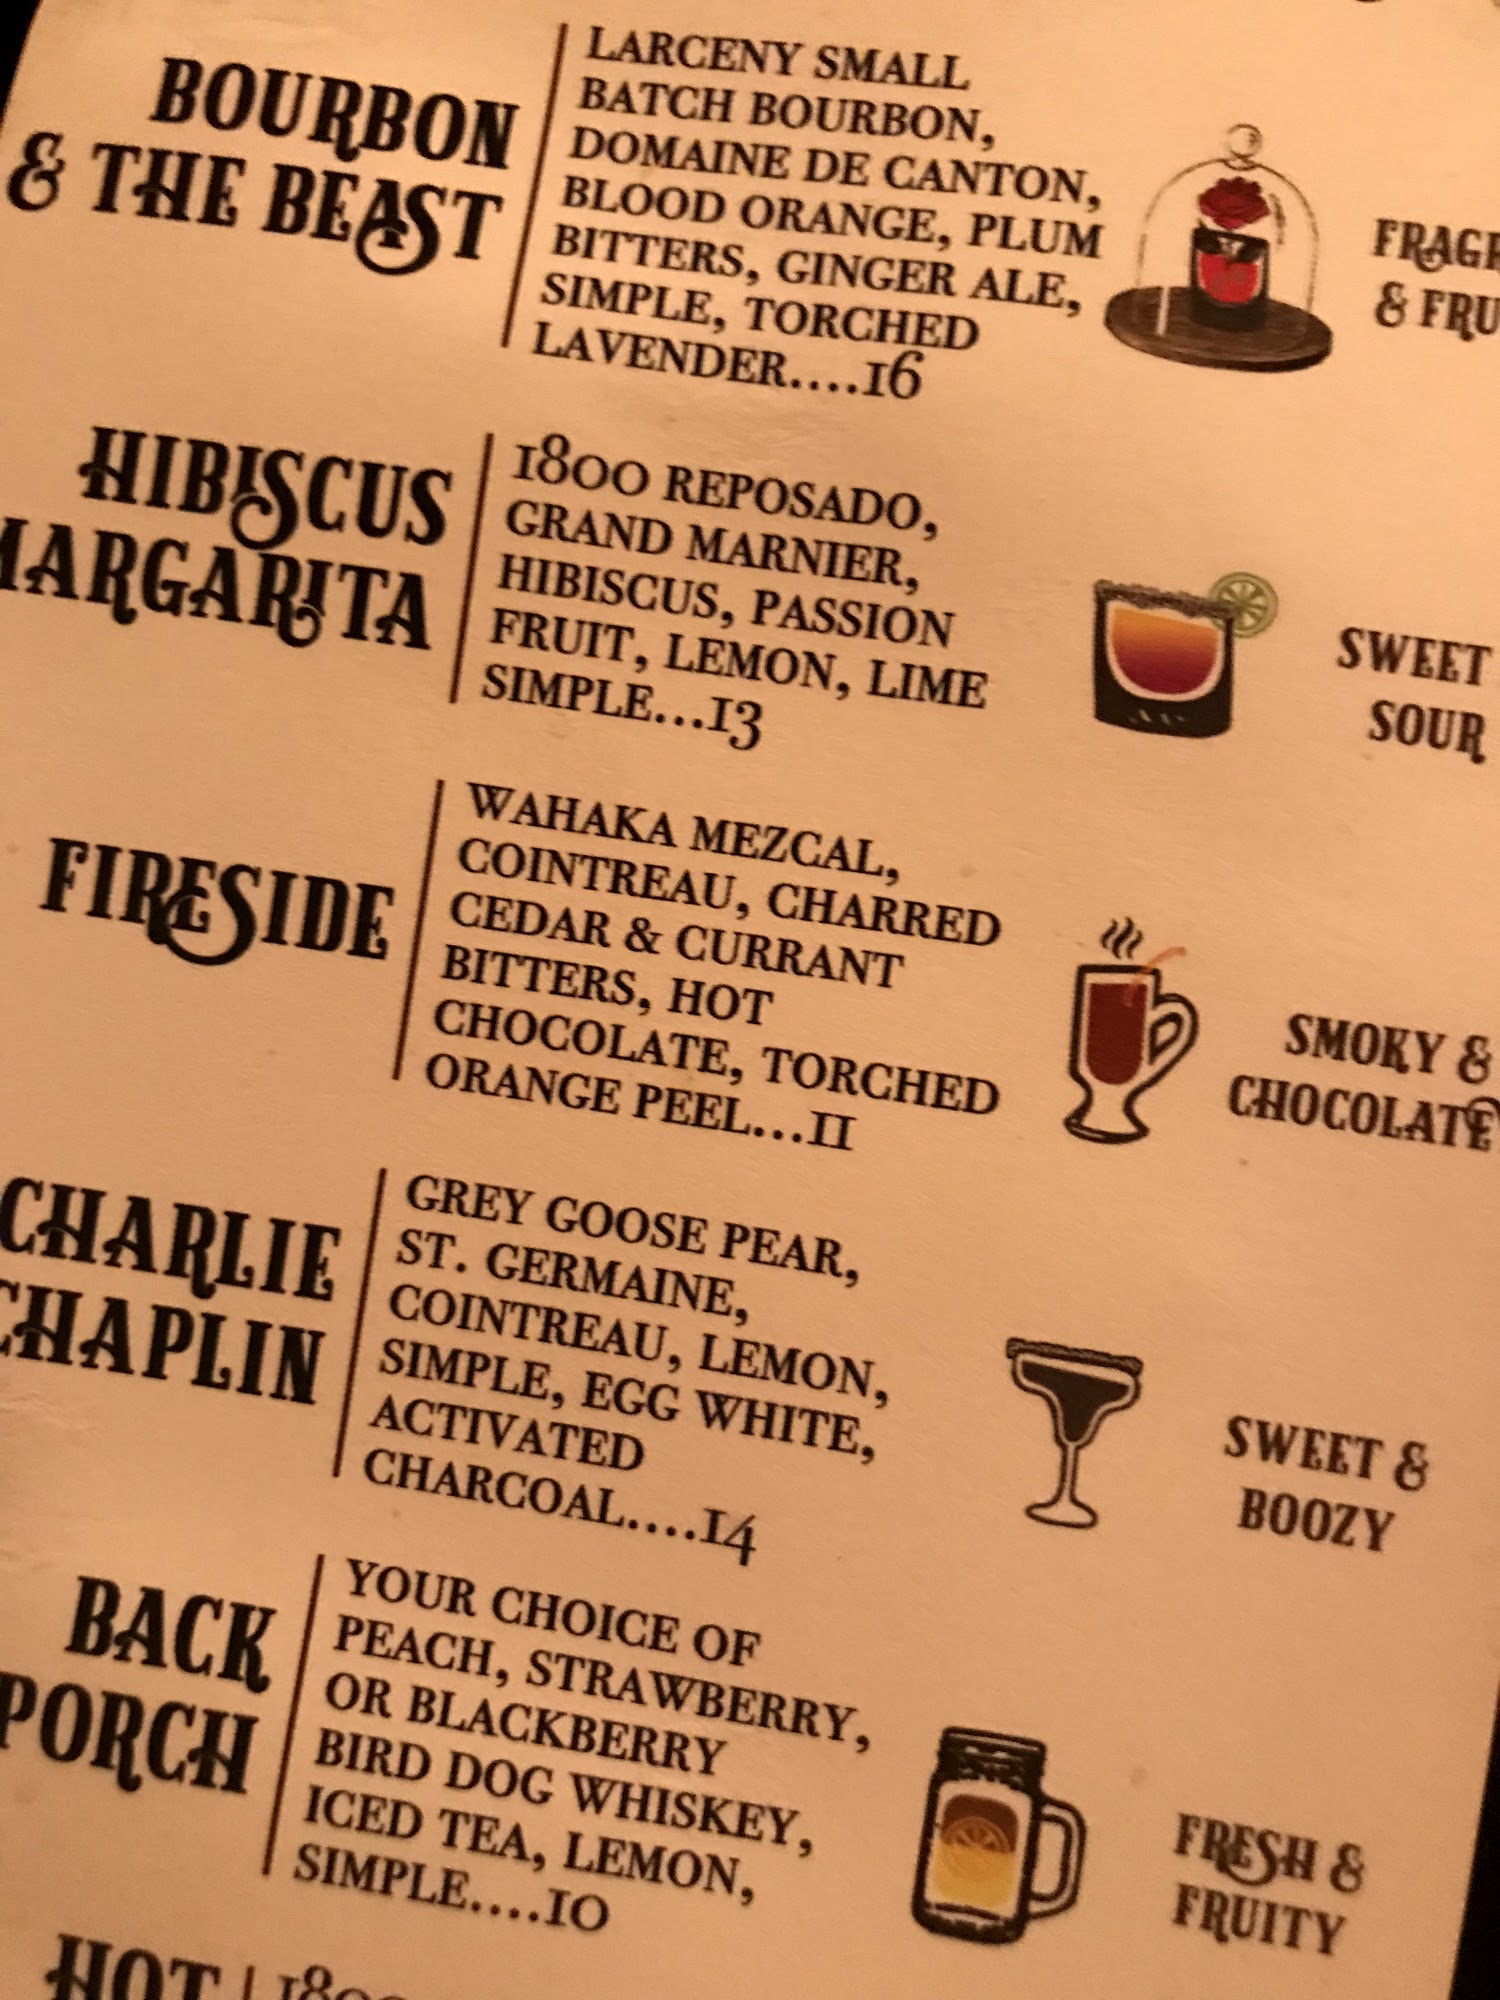 BOURBON
& THE BEAST
LARCENY SMALL
BATCH BOURBON,
DOMAINE DE CANTON,
BLOOD ORANGE, PLUM
BITTERS, GINGER ALE,
SIMPLE, TORCHED
LAVENDER....16
HIBISCUS
MARGARITA
1800 REPOSADO,
GRAND MARNIER,
HIBISCUS, PASSION
FRUIT, LEMON, LIME
SIMPLE...13
SWEET
SOUR
FIRESIDE
WAHAKA MEZCAL,
COINTREAU, CHARRED
CEDAR & CURRANT
BITTERS, HOT
CHOCOLATE, TORCHED
ORANGE PEEL...11
SMOKY &
CHOCOLATE
CHARLIE
CHAPLIN
GREY GOOSE PEAR,
ST. GERMAINE,
COINTREAU, LEMON,
SIMPLE, EGG WHITE,
ACTIVATED
CHARCOAL....14
SWEET &
BOOZY
BACK
PORCH
YOUR CHOICE OF
PEACH, STRAWBERRY,
OR BLACKBERRY
BIRD DOG WHISKEY,
ICED TEA, LEMON,
SIMPLE....10
FRESH &
FRUITY
HOT
1800